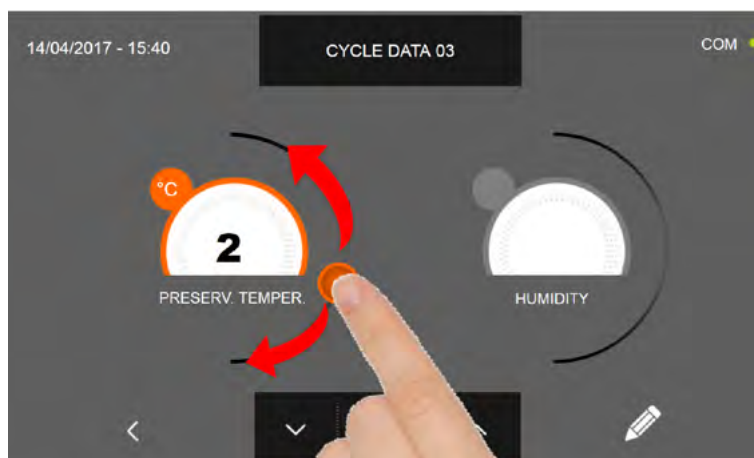 14/04/2017 - 15:40
CYCLE DATA 03
COM
°C
2
PRESERV. TEMPER.
HUMIDITY